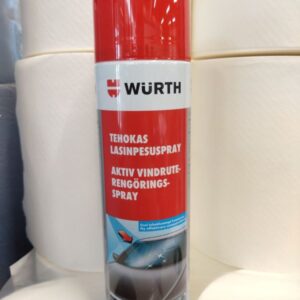 WÜRTH
TEHOKAS
LASINPESUSPRAY
AKTIV VINDRUTE-
RENGÖRINGS-
SPRAY